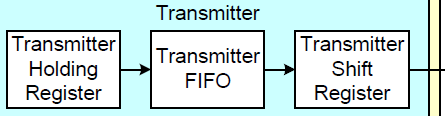 Transmitter
Transmitter
Holding
Register
Transmitter
FIFO
Transmitter
Shift
Register